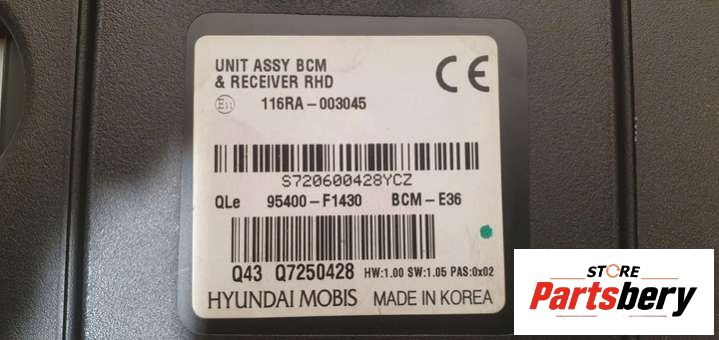 UNIT ASSY BCM
& RECEIVER RHD
CE
E11 116RA-003045
S720600428YCZ
QLe 95400-F1430 BCM-E36
Q43 Q7250428 HW:1.00 SW:1.05 PAS:0x02
HYUNDAI MOBIS MADE IN KOREA
STORE
Partsbery